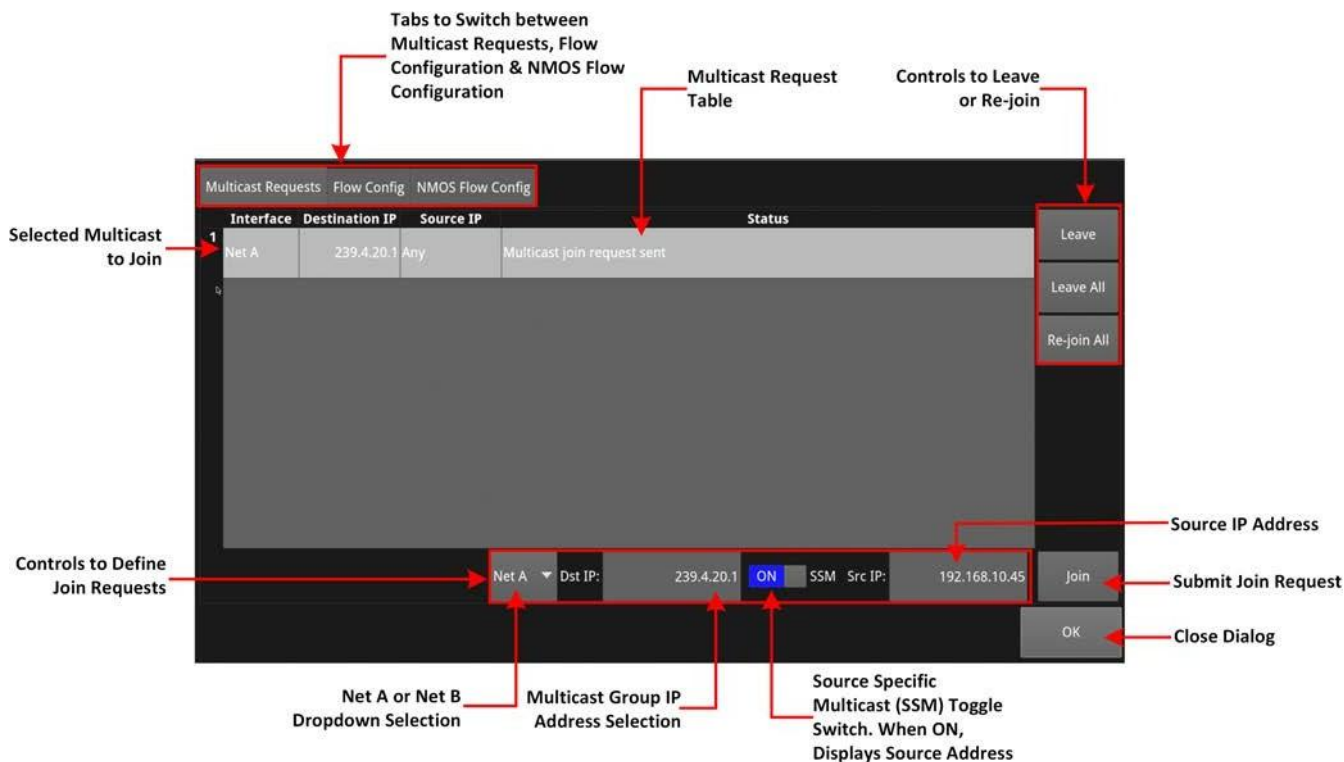 Tabs to Switch between
Multicast Requests, Flow
Configuration & NMOS Flow
Configuration
Multicast Request
Table
Controls to Leave
or Re-join
Multicast Requests Flow Config NMOS Flow Config
Interface Destination IP Source IP Status
1
Net A 239.4.20.1 Any Multicast join request sent
Leave
Leave All
Re-join All
Selected Multicast
to Join
Source IP Address
Controls to Define
Join Requests
Net A Dst IP: 239.4.20.1 ON SSM Src IP: 192.168.10.45 Join
Submit Join Request
OK
Close Dialog
Net A or Net B
Dropdown Selection
Multicast Group IP
Address Selection
Source Specific
Multicast (SSM) Toggle
Switch. When ON,
Displays Source Address